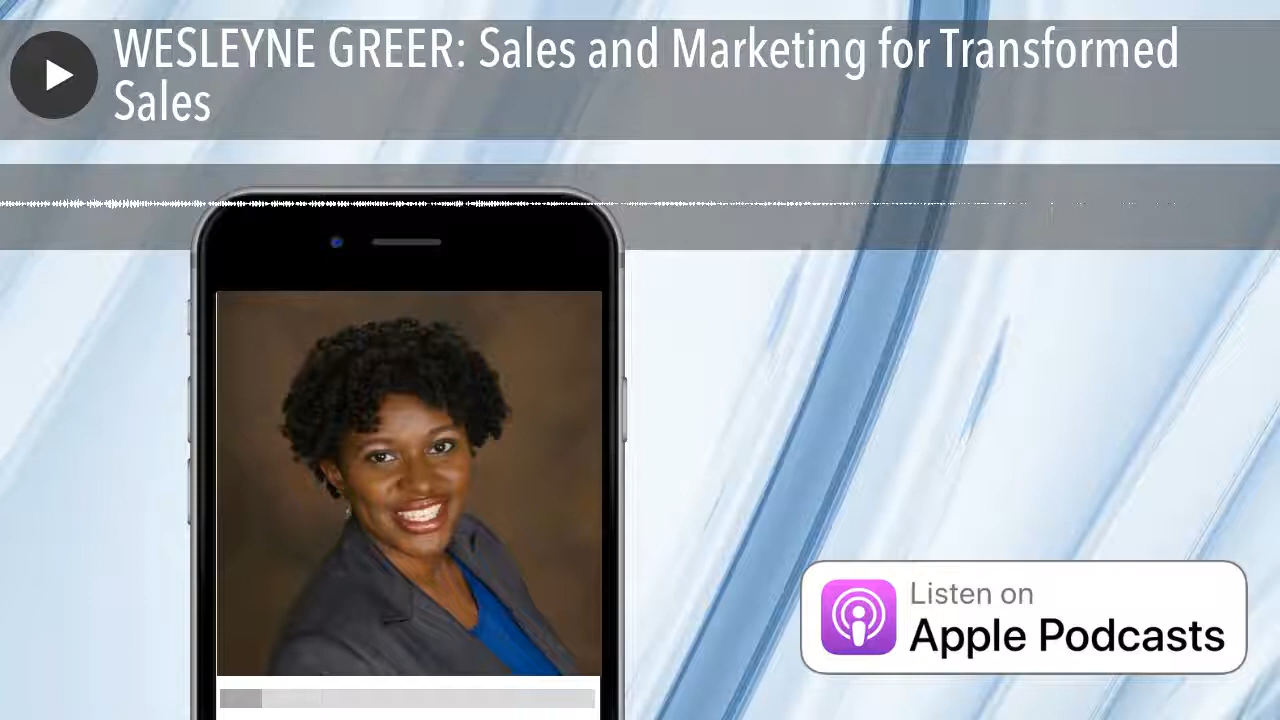 WESLEYNE GREER: Sales and Marketing for Transformed
Sales
Listen on
Apple Podcasts